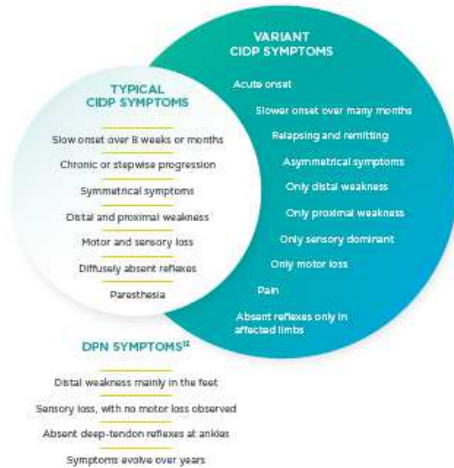 VARIANT
CIDP SYMPTOMS
Acute onset
Slower onset over many months
Relapsing and remitting
Asymmetrical symptoms
Only distal weakness
Only proximal weakness
Only sensory dominant
Only motor loss
Pain
Absent reflexes only in
affected limbs
TYPICAL
CIDP SYMPTOMS
Slow onset over 8 weeks or months
Chronic or stepwise progression
Symmetrical symptoms
Distal and proximal weakness
Motor and sensory loss
Diffusely absent reflexes
Paresthesia
DPN SYMPTOMS
Distal weakness mainly in the feet
Sensory loss, with no motor loss observed
Absent deep-tendon reflexes at ankles
Symptoms evolve over years